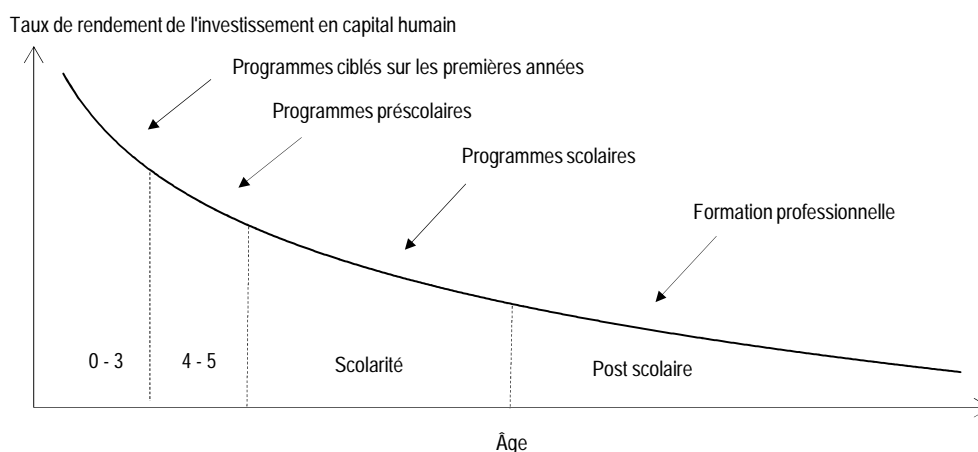 Taux de rendement de l'investissement en capital humain
Programmes ciblés sur les premières années
Programmes préscolaires
Programmes scolaires
Formation professionnelle
0 - 3
4 - 5
Scolarité
Post scolaire
Âge